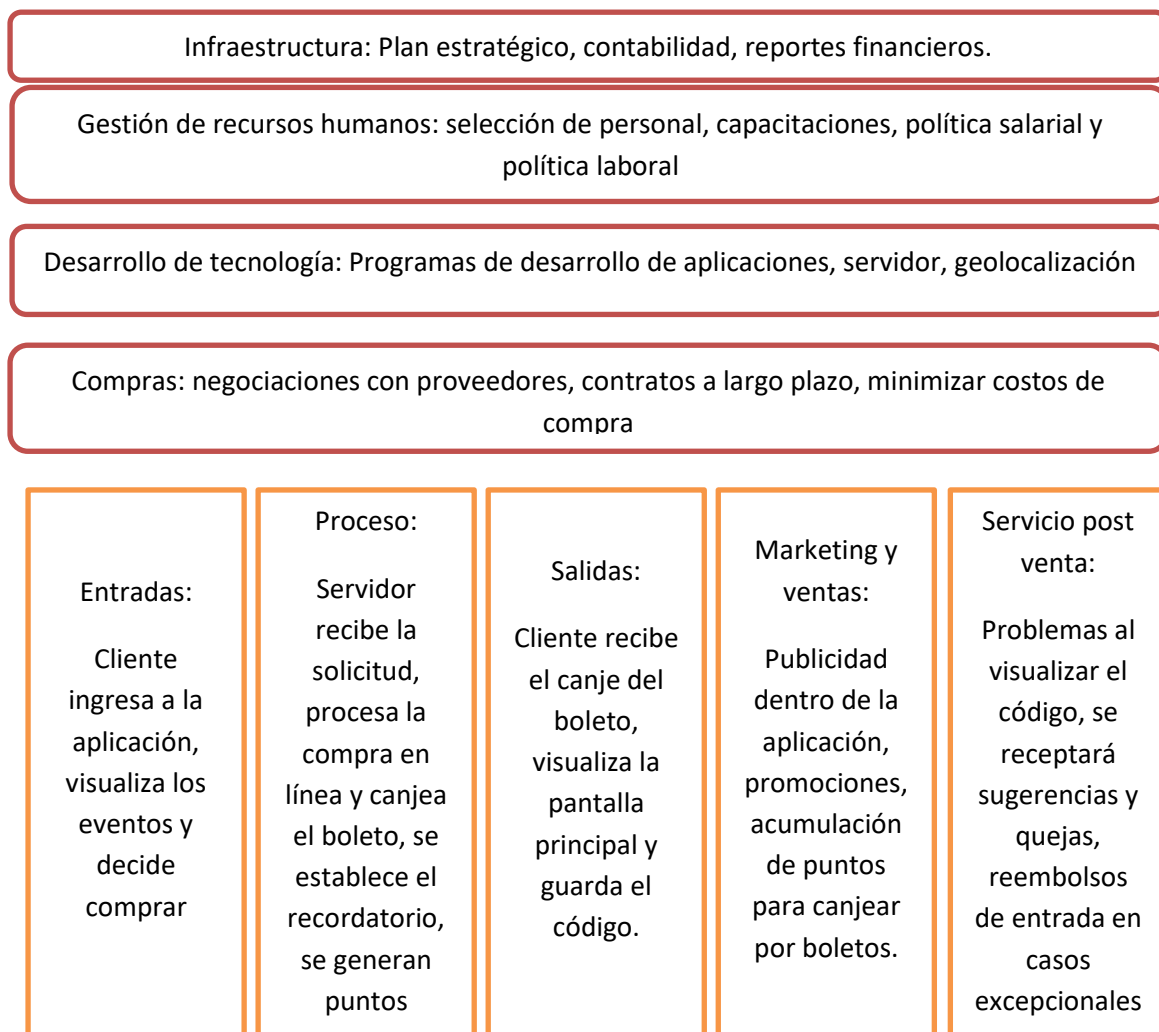 Infraestructura: Plan estratégico, contabilidad, reportes financieros.
Gestión de recursos humanos: selección de personal, capacitaciones, política salarial y
política laboral
Desarrollo de tecnología: Programas de desarrollo de aplicaciones, servidor, geolocalización
Compras: negociaciones con proveedores, contratos a largo plazo, minimizar costos de
compra
Entradas:
Cliente
ingresa a la
aplicación,
visualiza los
eventos y
decide
comprar
Proceso:
Servidor
recibe la
solicitud,
procesa la
compra en
línea y canjea
el boleto, se
establece el
recordatorio,
se generan
puntos
Salidas:
Cliente recibe
el canje del
boleto,
visualiza la
pantalla
principal y
guarda el
código.
Marketing y
ventas:
Publicidad
dentro de la
aplicación,
promociones,
acumulación
de puntos
para canjear
por boletos.
Servicio post
venta:
Problemas al
visualizar el
código, se
receptará
sugerencias y
quejas,
reembolsos
de entrada en
casos
excepcionales